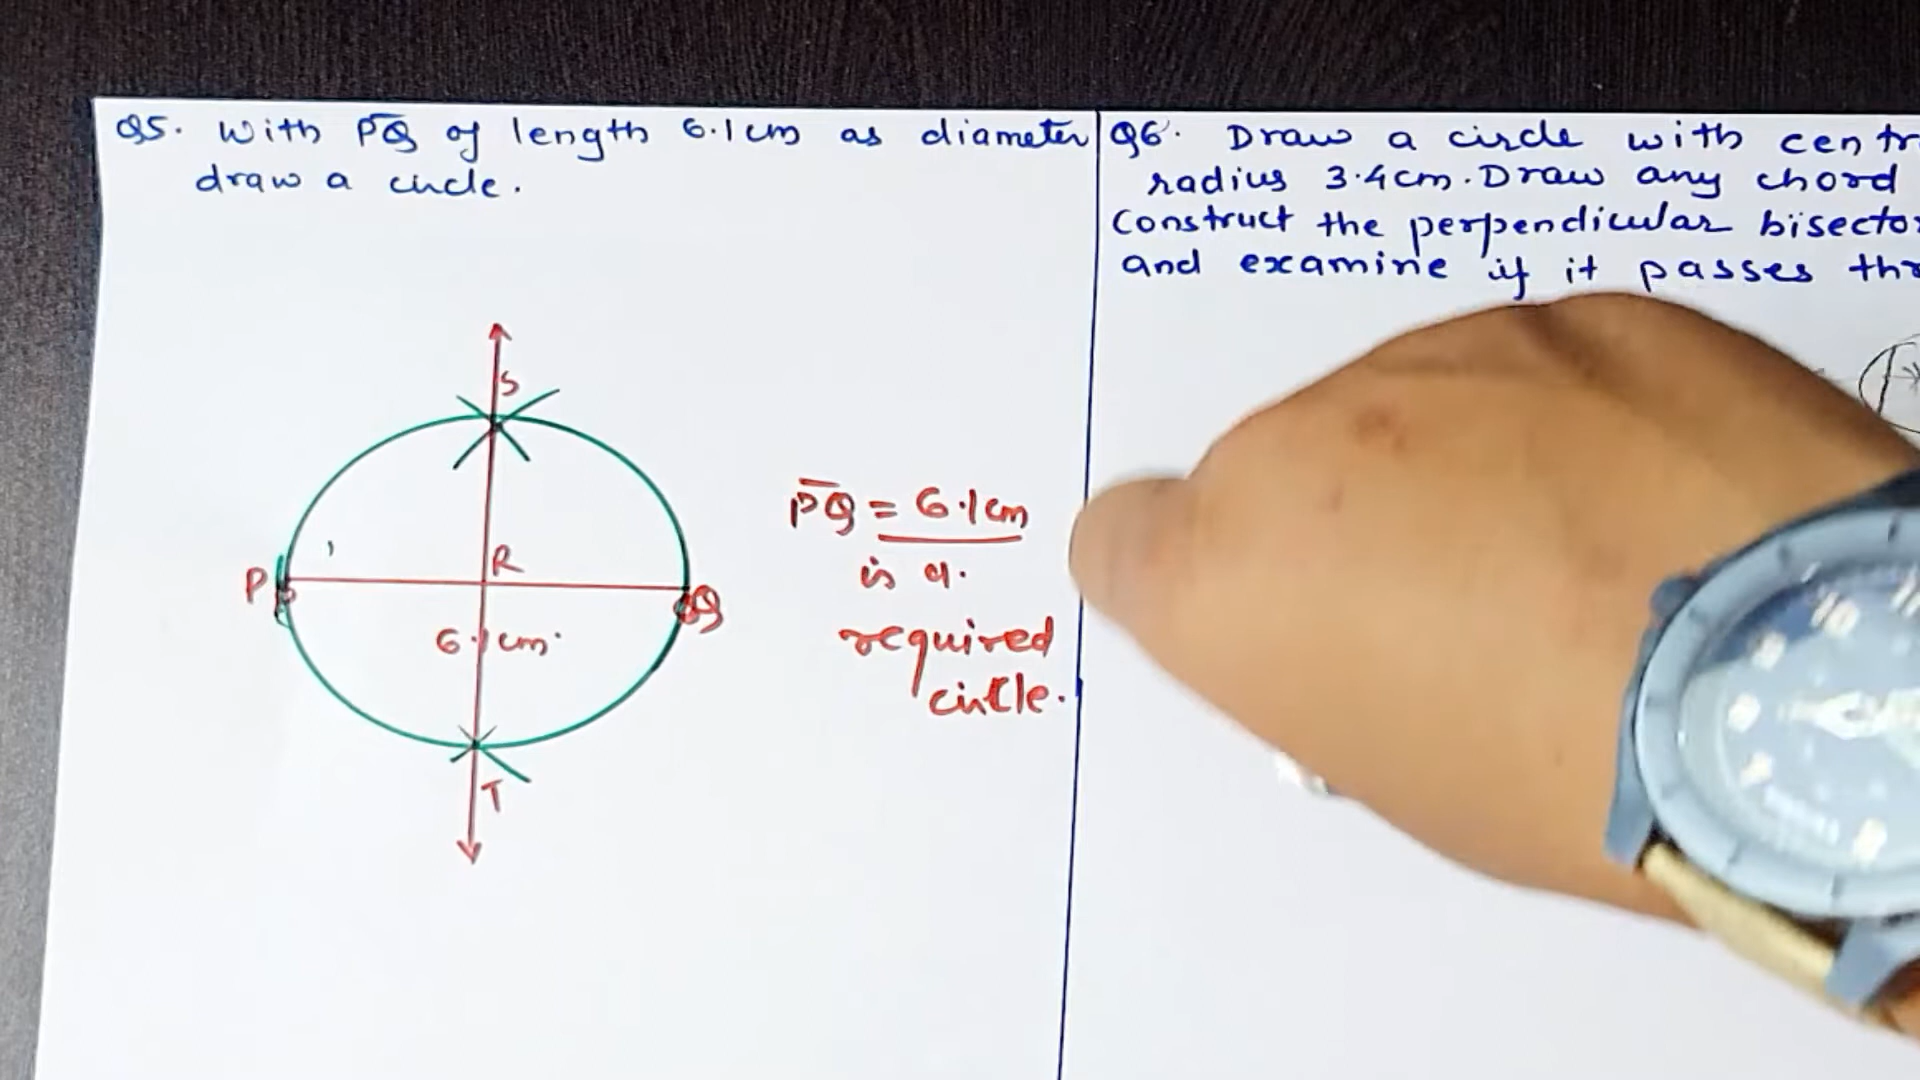 Q5. With P̅Q̅ of length 6.1cm as diameter
draw a circle.
S
P
R
Q
6.1cm.
T
P̅Q̅ = 6.1cm
is a.
required
circle.
Q6. Draw a circle with centr
radius 3.4cm. Draw any chord
Construct the perpendicular bisecto
and examine if it passes thr
10